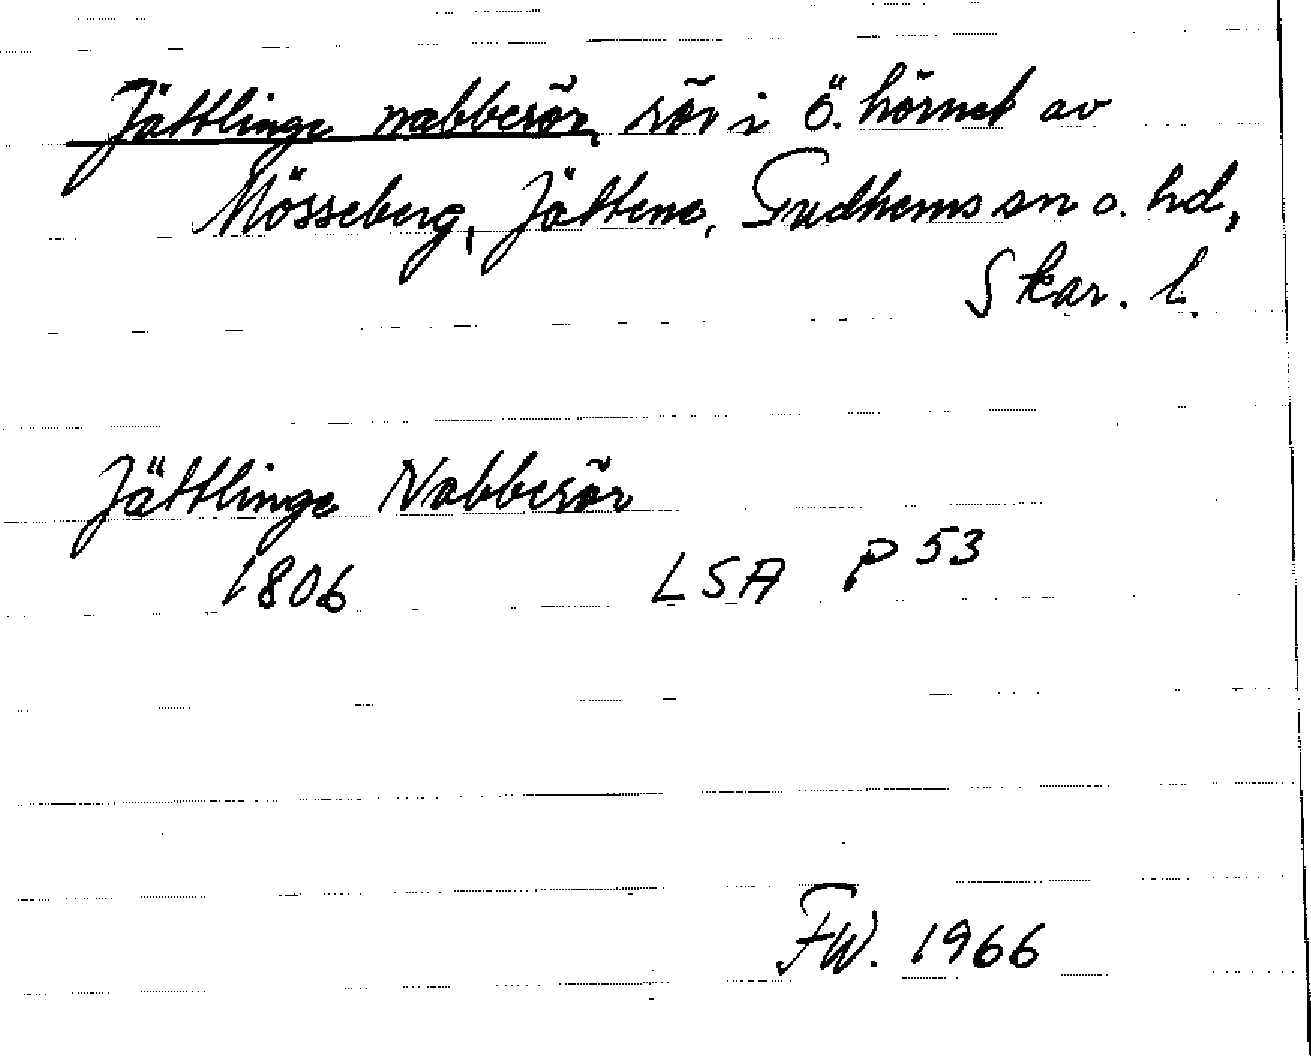 Jättlinge nabberör, rör i ö. hörnet av
Mösseberg, Jättene, Gudhems sn o. hd,
Skar. l.
Jättlinge Nabberör
1806 LSA P 53
FW. 1966